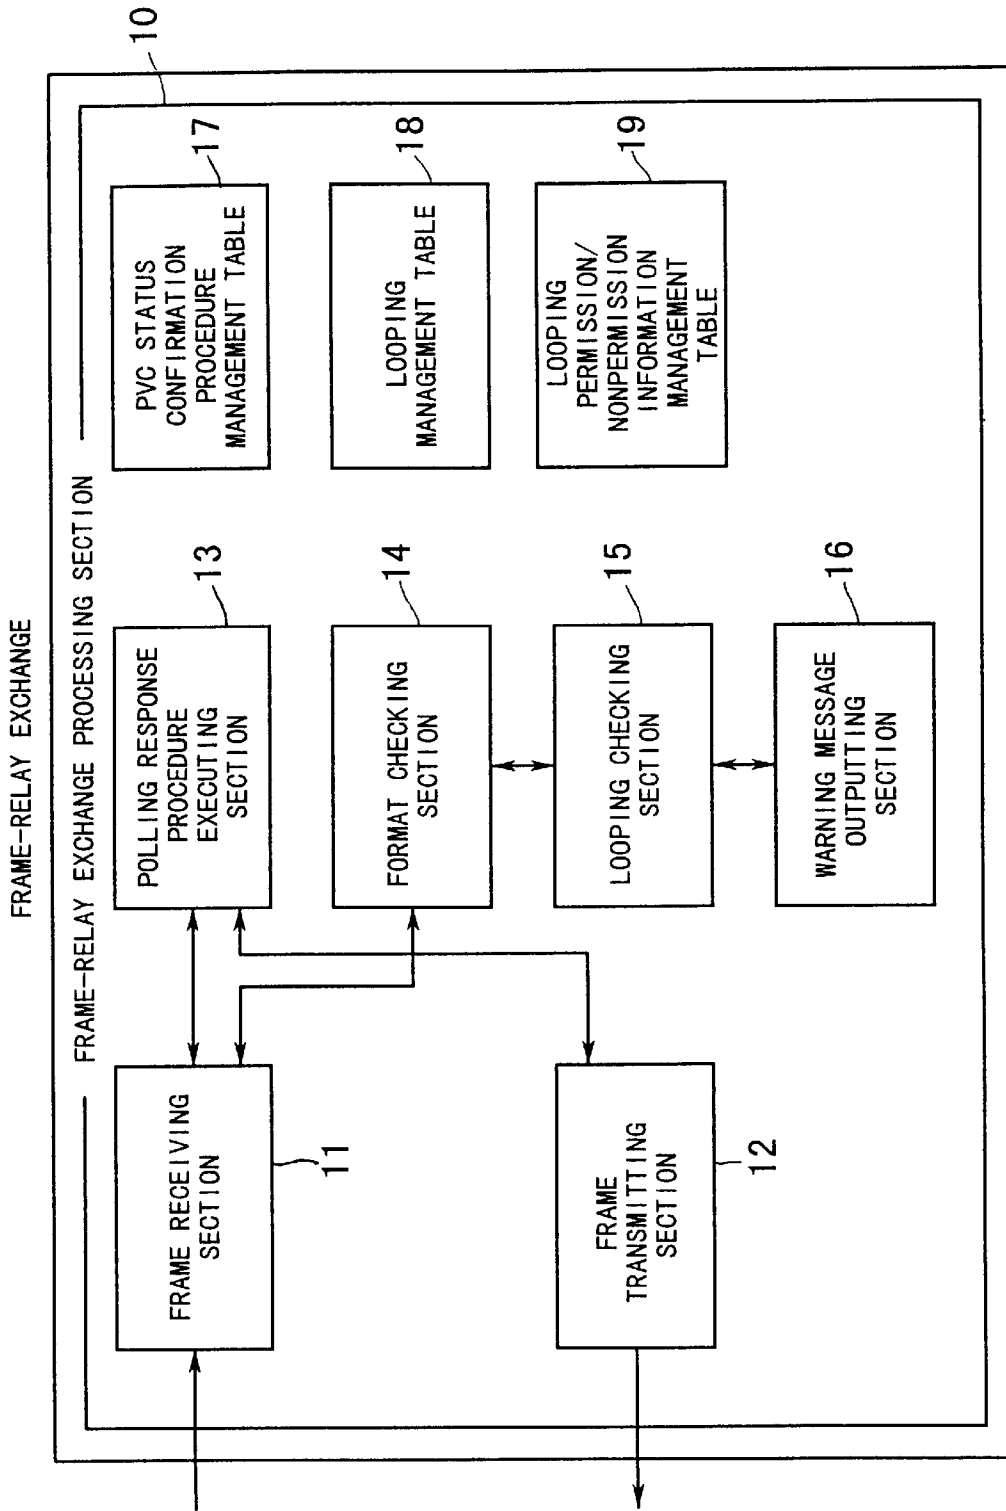 FRAME-RELAY EXCHANGE
FRAME-RELAY EXCHANGE PROCESSING SECTION
10
FRAME RECEIVING
SECTION
11
FRAME
TRANSMITTING
SECTION
12
POLLING RESPONSE
PROCEDURE
EXECUTING
SECTION
13
FORMAT CHECKING
SECTION
14
LOOPING CHECKING
SECTION
15
WARNING MESSAGE
OUTPUTTING
SECTION
16
PVC STATUS
CONFIRMATION
PROCEDURE
MANAGEMENT TABLE
17
LOOPING
MANAGEMENT TABLE
18
LOOPING
PERMISSION/
NONPERMISSION
INFORMATION
MANAGEMENT
TABLE
19